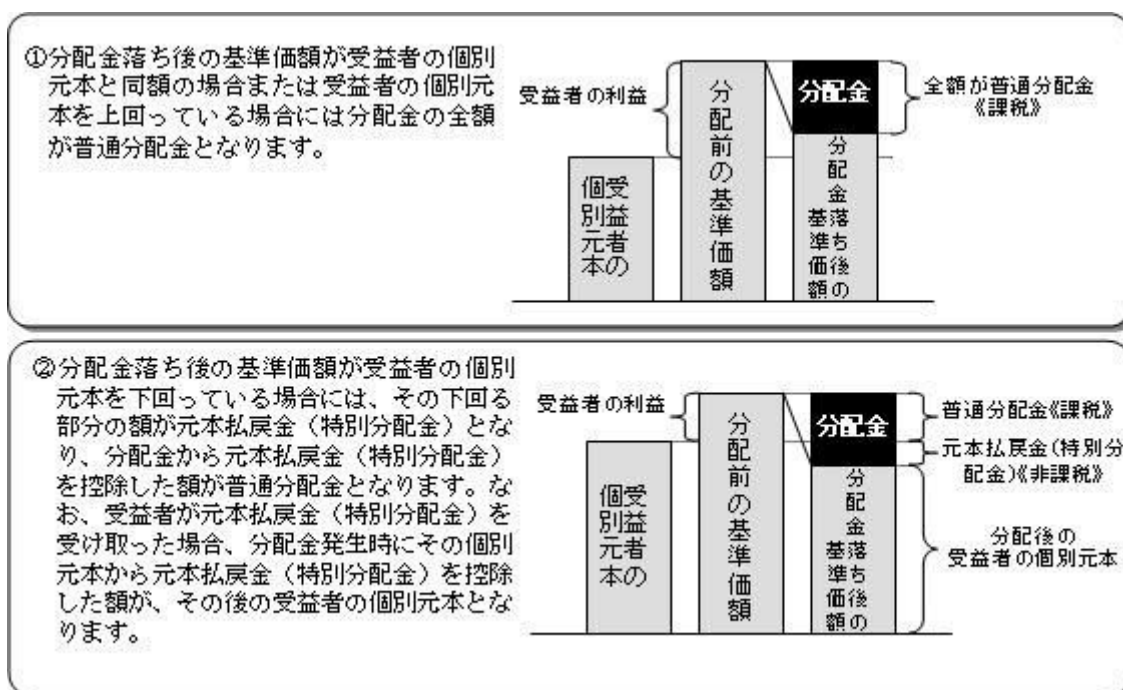 ①分配金落ち後の基準価額が受益者の個別
元本と同額の場合または受益者の個別元
本を上回っている場合には分配金の全額
が普通分配金となります。
受益者の利益
受益者の
個別元本
分配前の基準価額
分配金
分配金落ち後の
基準価額
全額が普通分配金
《課税》
②分配金落ち後の基準価額が受益者の個別
元本を下回っている場合には、その下回る
部分の額が元本払戻金（特別分配金）とな
り、分配金から元本払戻金（特別分配金）
を控除した額が普通分配金となります。な
お、受益者が元本払戻金（特別分配金）を
受け取った場合、分配金発生時にその個別
元本から元本払戻金（特別分配金）を控除
した額が、その後の受益者の個別元本とな
ります。
受益者の利益
受益者の
個別元本
分配前の基準価額
分配金
分配金落ち後の
基準価額
普通分配金《課税》
元本払戻金(特別分
配金)《非課税》
分配後の
受益者の個別元本